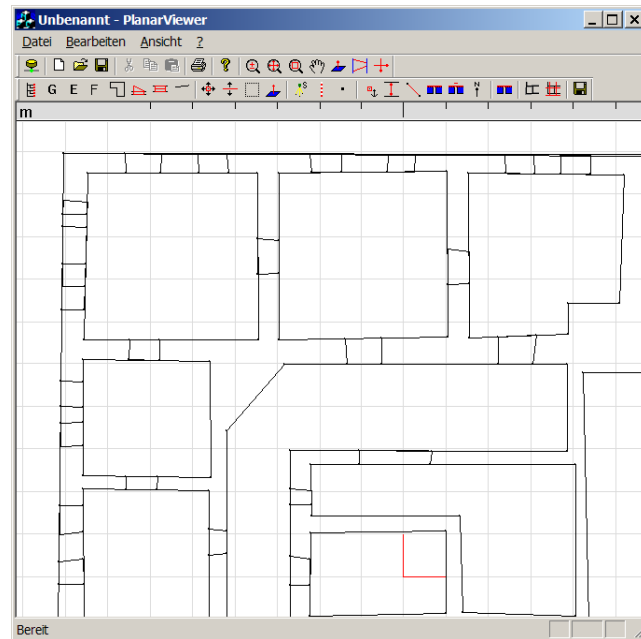 Unbenannt - PlanarViewer
Datei Bearbeiten Ansicht ?
G E F
m
Bereit